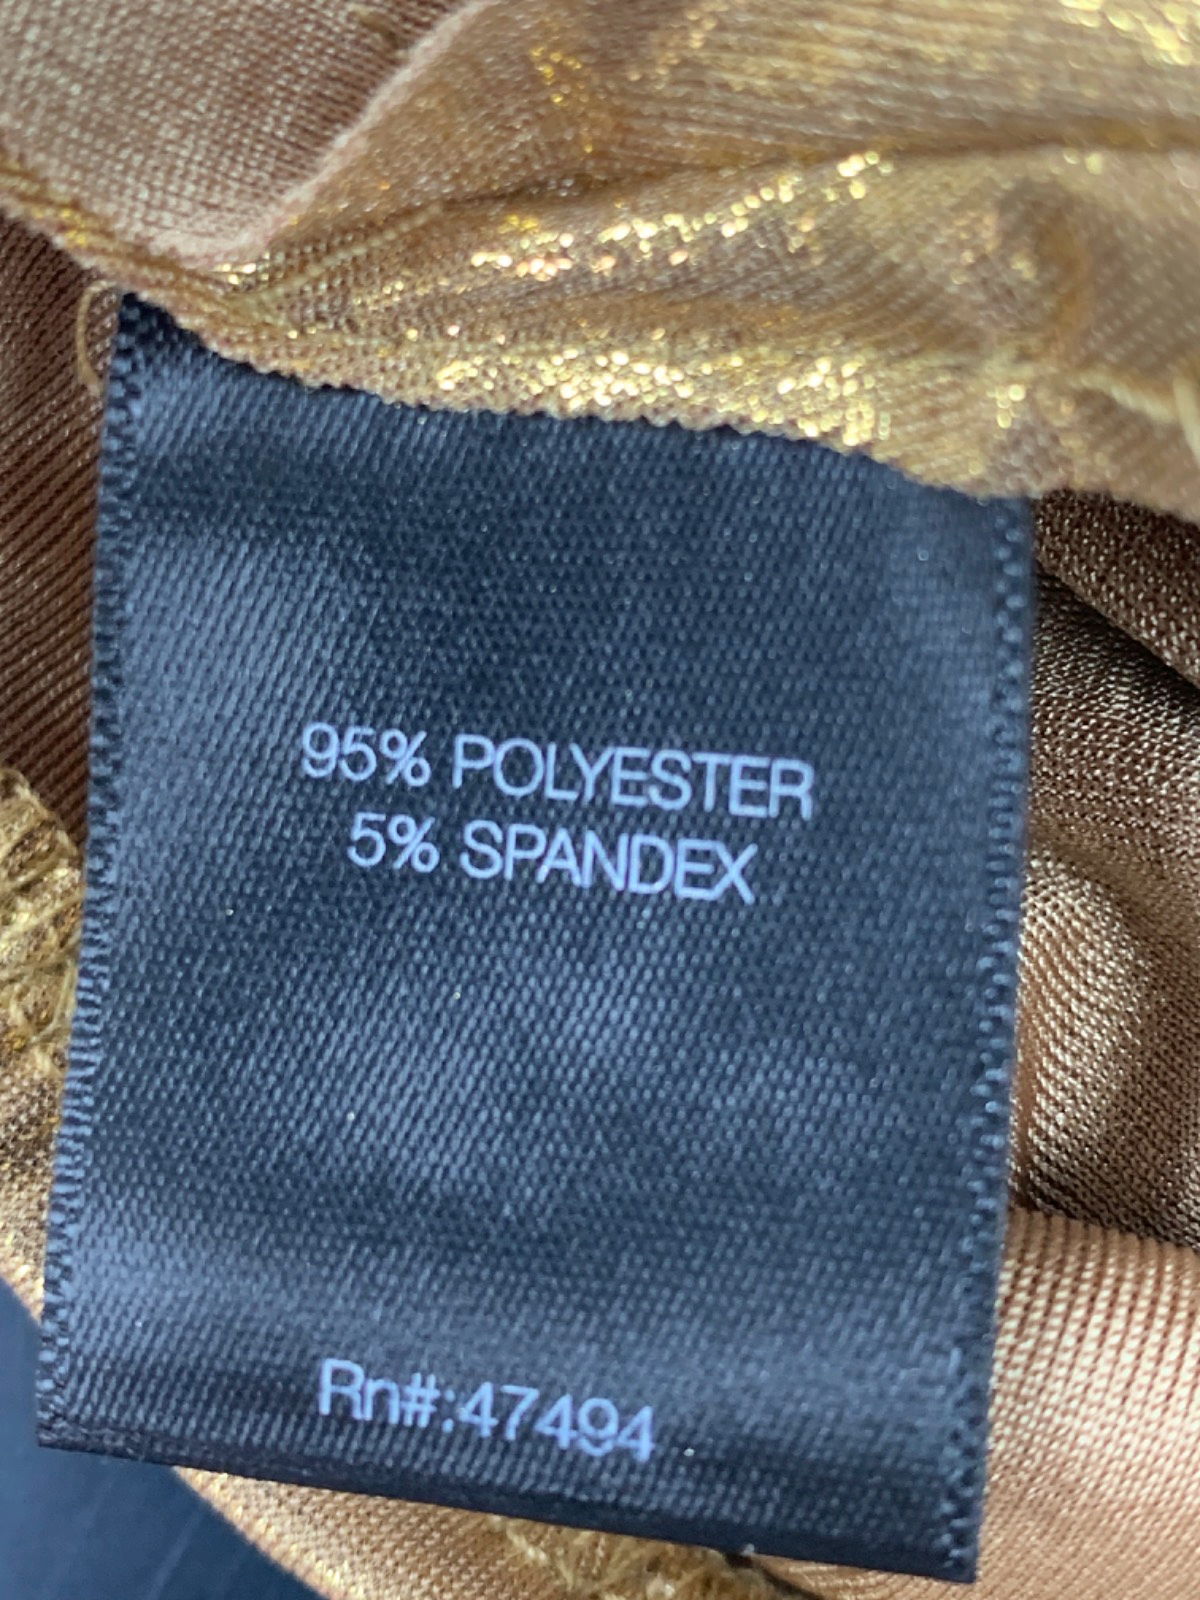 95% POLYESTER
5% SPANDEX
Rn#:47494